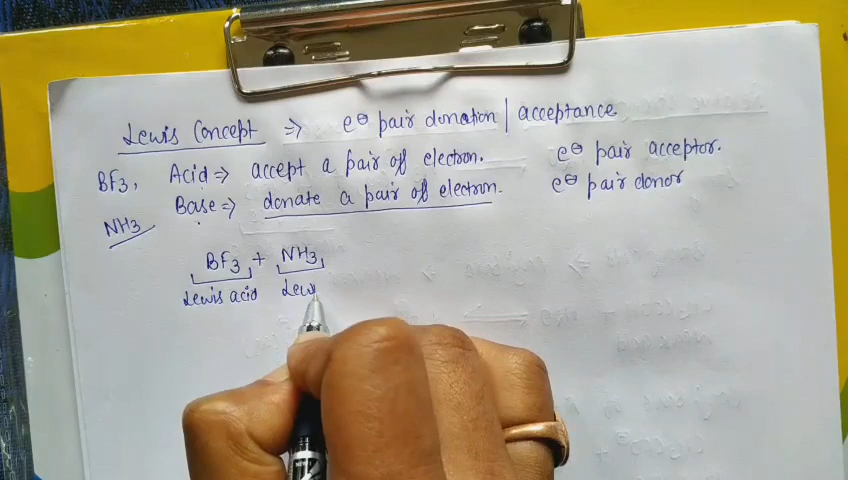 Lewis Concept ⇒ e⊖ pair donation | acceptance
BF3, Acid ⇒ accept a pair of electron. e⊖ pair acceptor.
Base ⇒ donate a pair of electron. e⊖ pair donor
NH3
BF3 + NH3
Lewis acid Lewi